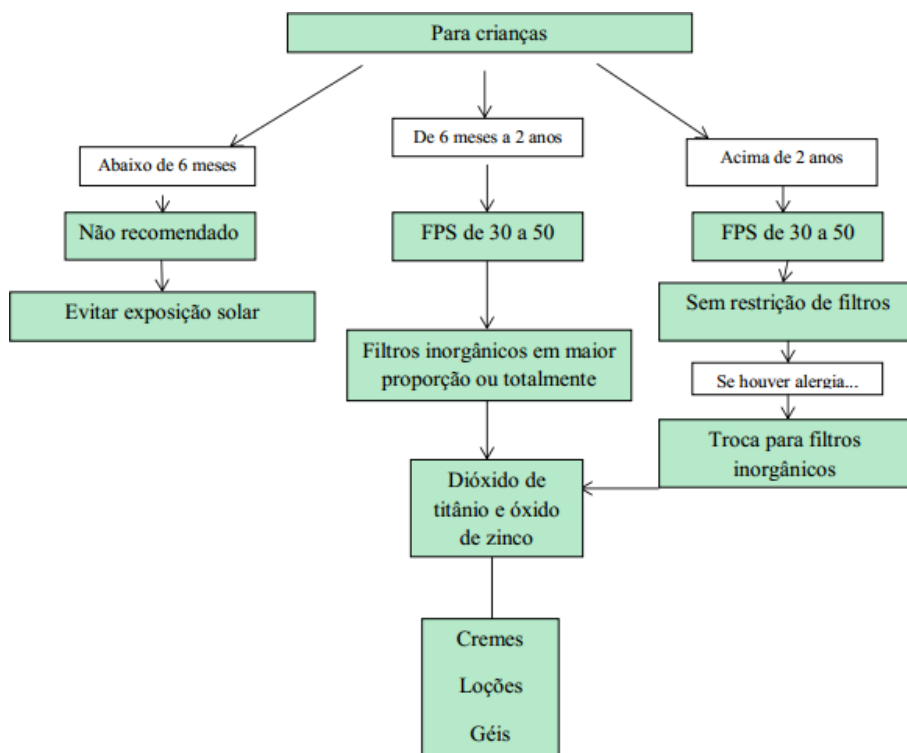 Para crianças
Abaixo de 6 meses
De 6 meses a 2 anos
Acima de 2 anos
Não recomendado
FPS de 30 a 50
FPS de 30 a 50
Evitar exposição solar
Filtros inorgânicos em maior
proporção ou totalmente
Sem restrição de filtros
Se houver alergia...
Troca para filtros
inorgânicos
Dióxido de
titânio e óxido
de zinco
Cremes
Loções
Géis